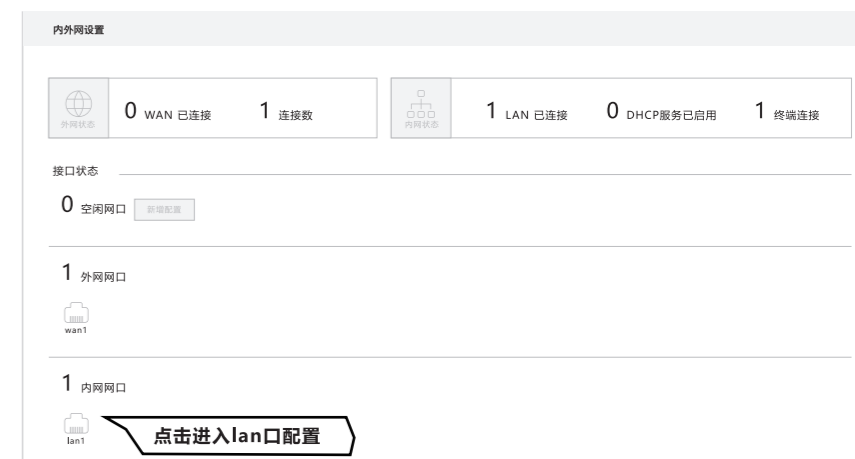 内外网设置
外网状态
0 WAN 已连接
1 连接数
内网状态
1 LAN 已连接
0 DHCP服务已启用
1 终端连接
接口状态
0 空闲网口 新增配置
1 外网网口
wan1
1 内网网口
lan1
点击进入lan口配置